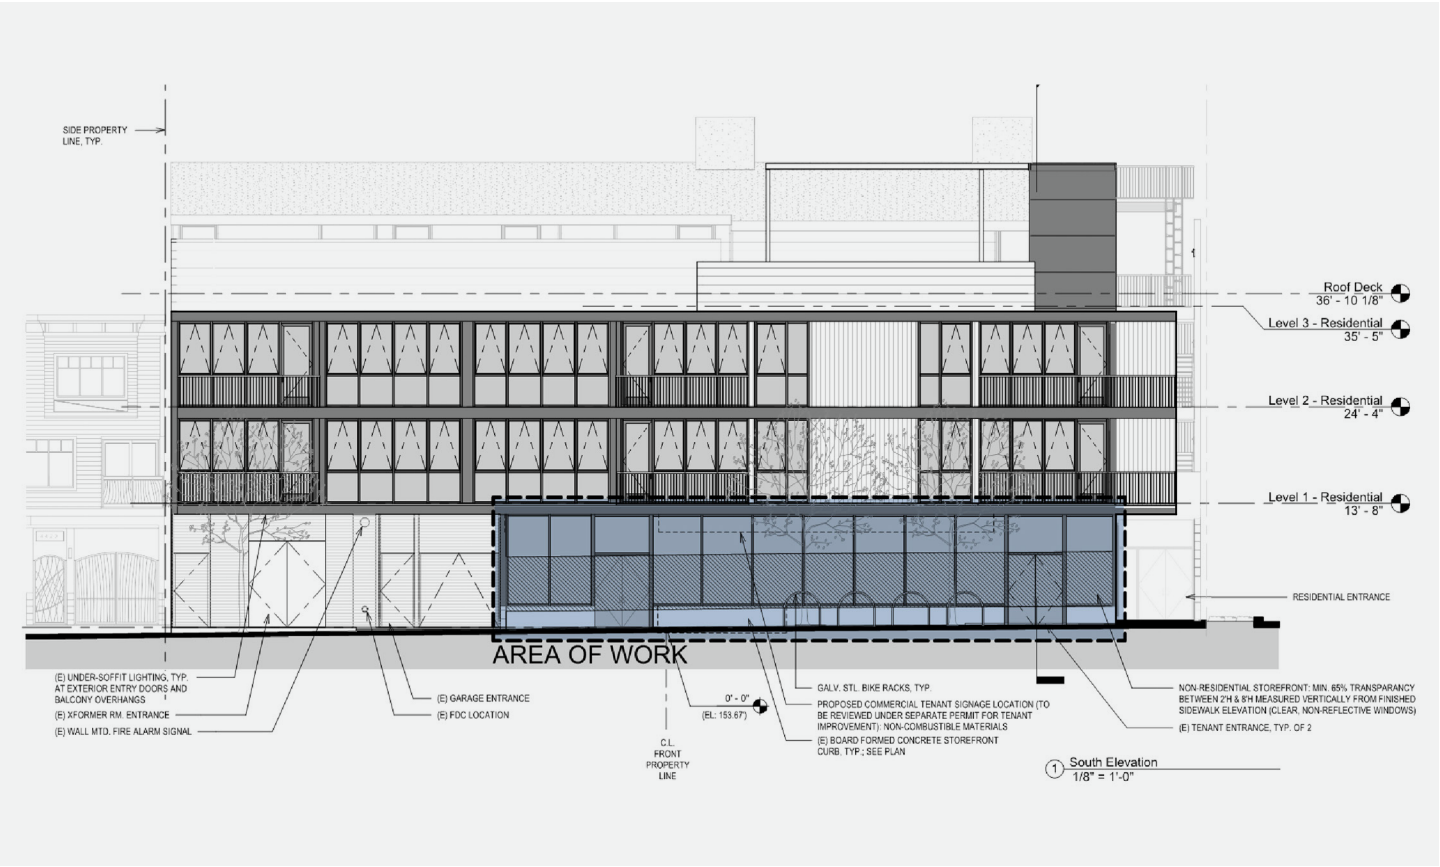 SIDE PROPERTY
LINE, TYP.
Roof Deck
36' - 10 1/8"
Level 3 - Residential
35' - 5"
Level 2 - Residential
24' - 4"
Level 1 - Residential
13' - 8"
RESIDENTIAL ENTRANCE
AREA OF WORK
(E) UNDER-SOFFIT LIGHTING, TYP.
AT EXTERIOR ENTRY DOORS AND
BALCONY OVERHANGS
(E) XFORMER RM. ENTRANCE
(E) WALL MTD. FIRE ALARM SIGNAL
(E) GARAGE ENTRANCE
(E) FDC LOCATION
0' - 0"
(EL: 153.67')
C.L.
FRONT
PROPERTY
LINE
GALV. STL. BIKE RACKS, TYP.
PROPOSED COMMERCIAL TENANT SIGNAGE LOCATION (TO
BE REVIEWED UNDER SEPARATE PERMIT FOR TENANT
IMPROVEMENT): NON-COMBUSTIBLE MATERIALS
(E) BOARD FORMED CONCRETE STOREFRONT
CURB, TYP.; SEE PLAN
NON-RESIDENTIAL STOREFRONT: MIN. 65% TRANSPARENCY
BETWEEN 2'H & 8'H MEASURED VERTICALLY FROM FINISHED
SIDEWALK ELEVATION (CLEAR, NON-REFLECTIVE WINDOWS)
(E) TENANT ENTRANCE, TYP. OF 2
1
South Elevation
1/8" = 1'-0"